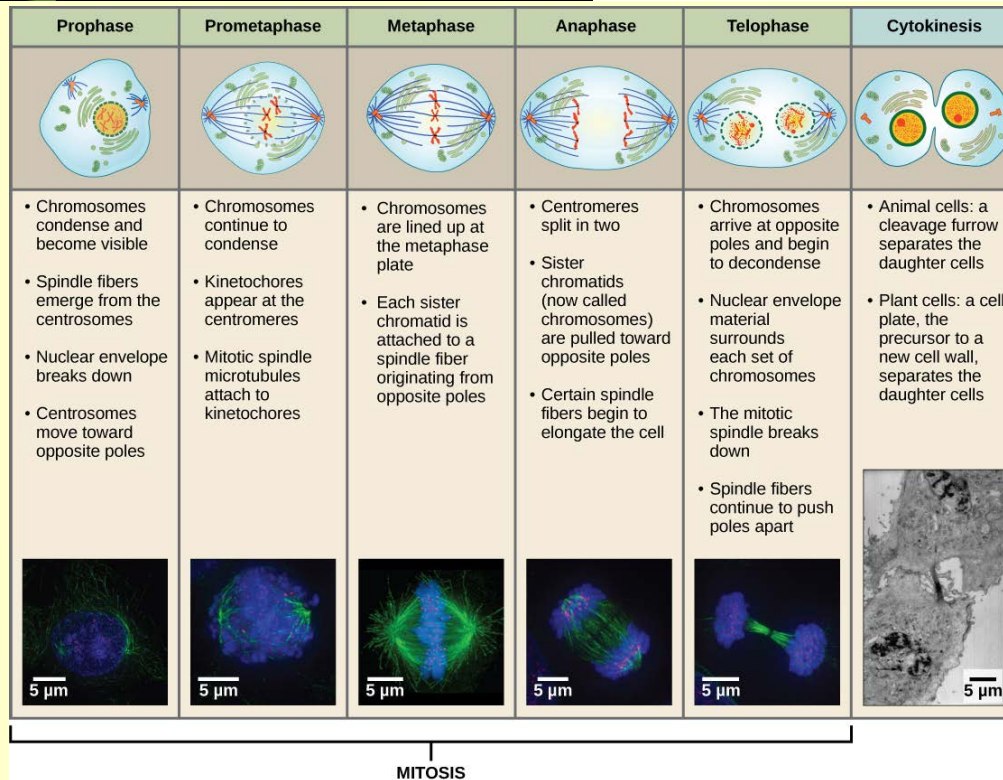 Prophase
Prometaphase
Metaphase
Anaphase
Telophase
Cytokinesis
• Chromosomes
condense and
become visible
• Spindle fibers
emerge from the
centrosomes
• Nuclear envelope
breaks down
• Centrosomes
move toward
opposite poles
• Chromosomes
continue to
condense
• Kinetochores
appear at the
centromeres
• Mitotic spindle
microtubules
attach to
kinetochores
• Chromosomes
are lined up at
the metaphase
plate
• Each sister
chromatid is
attached to a
spindle fiber
originating from
opposite poles
• Centromeres
split in two
• Sister
chromatids
(now called
chromosomes)
are pulled toward
opposite poles
• Certain spindle
fibers begin to
elongate the cell
• Chromosomes
arrive at opposite
poles and begin
to decondense
• Nuclear envelope
material
surrounds
each set of
chromosomes
• The mitotic
spindle breaks
down
• Spindle fibers
continue to push
poles apart
• Animal cells: a
cleavage furrow
separates the
daughter cells
• Plant cells: a cell
plate, the
precursor to a
new cell wall,
separates the
daughter cells
5 µm
5 µm
5 µm
5 µm
5 µm
5 µm
MITOSIS